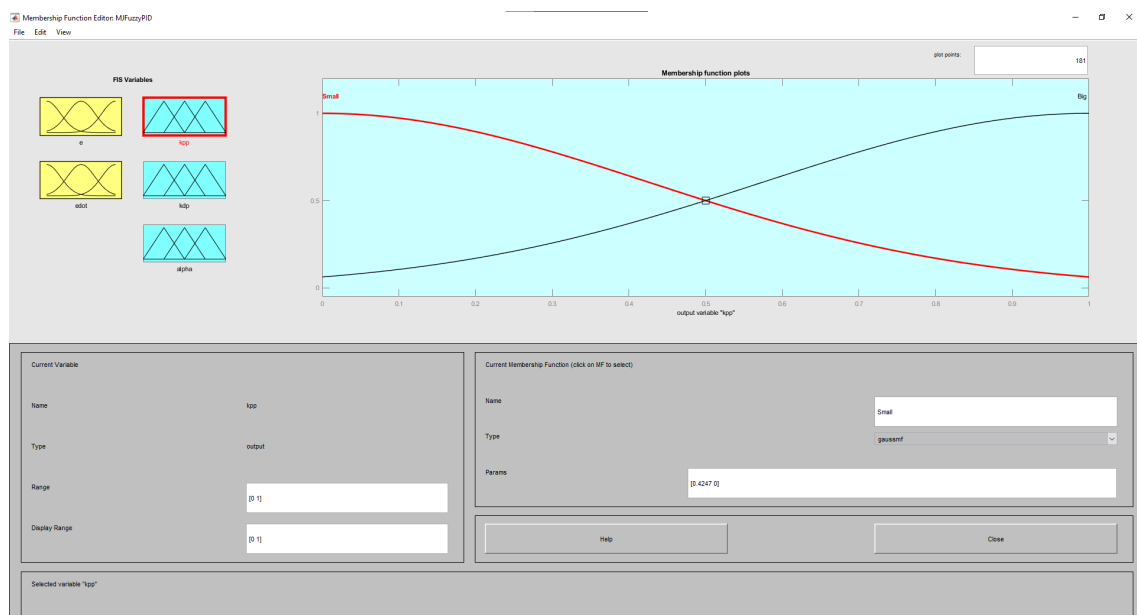 Membership Function Editor: MJFuzzyPID
File Edit View
plot points:
181
FIS Variables
Membership function plots
e
kpp
edot
kdp
alpha
Small
Big
1
0.5
0
0 0.1 0.2 0.3 0.4 0.5 0.6 0.7 0.8 0.9 1
output variable "kpp"
Current Variable
Name kpp
Type output
Range [0 1]
Display Range [0 1]
Current Membership Function (click on MF to select)
Name Small
Type gaussmf
Params [0.4247 0]
Help Close
Selected variable "kpp"